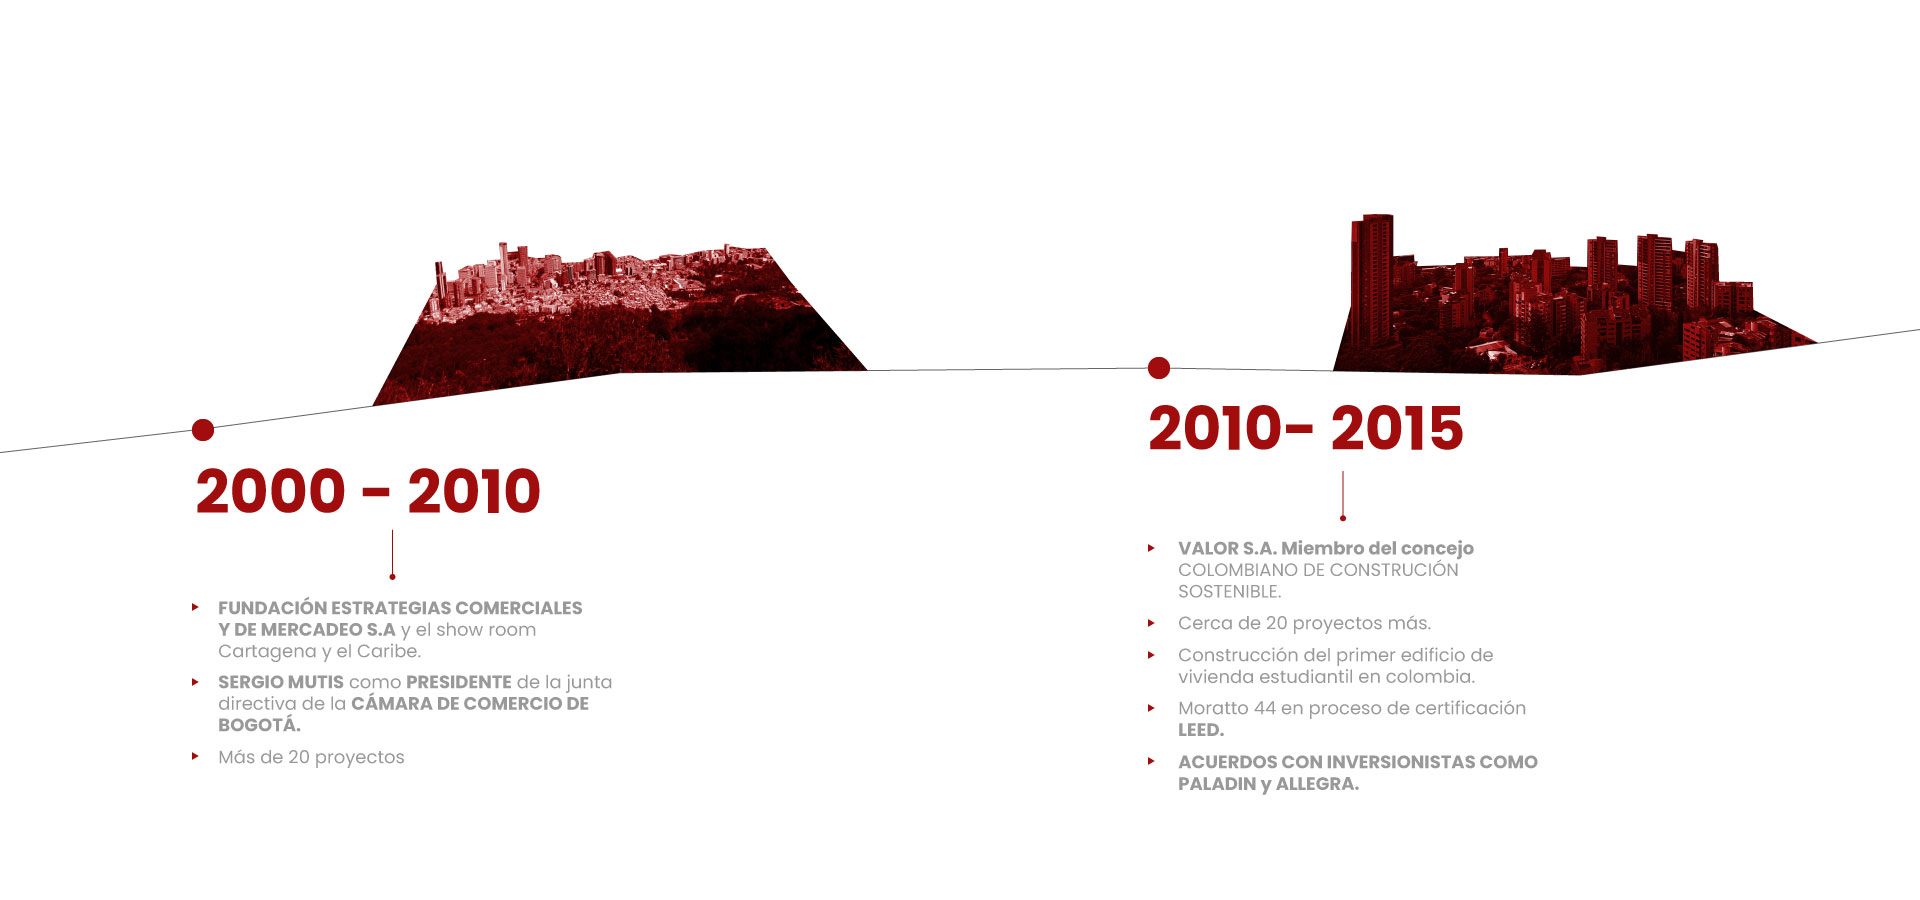 2000 - 2010
FUNDACIÓN ESTRATEGIAS COMERCIALES
Y DE MERCADEO S.A y el show room
Cartagena y el Caribe.
SERGIO MUTIS como PRESIDENTE de la junta
directiva de la CÁMARA DE COMERCIO DE
BOGOTÁ.
Más de 20 proyectos
2010- 2015
VALOR S.A. Miembro del concejo
COLOMBIANO DE CONSTRUCIÓN
SOSTENIBLE.
Cerca de 20 proyectos más.
Construcción del primer edificio de
vivienda estudiantil en colombia.
Moratto 44 en proceso de certificación
LEED.
ACUERDOS CON INVERSIONISTAS COMO
PALADIN y ALLEGRA.